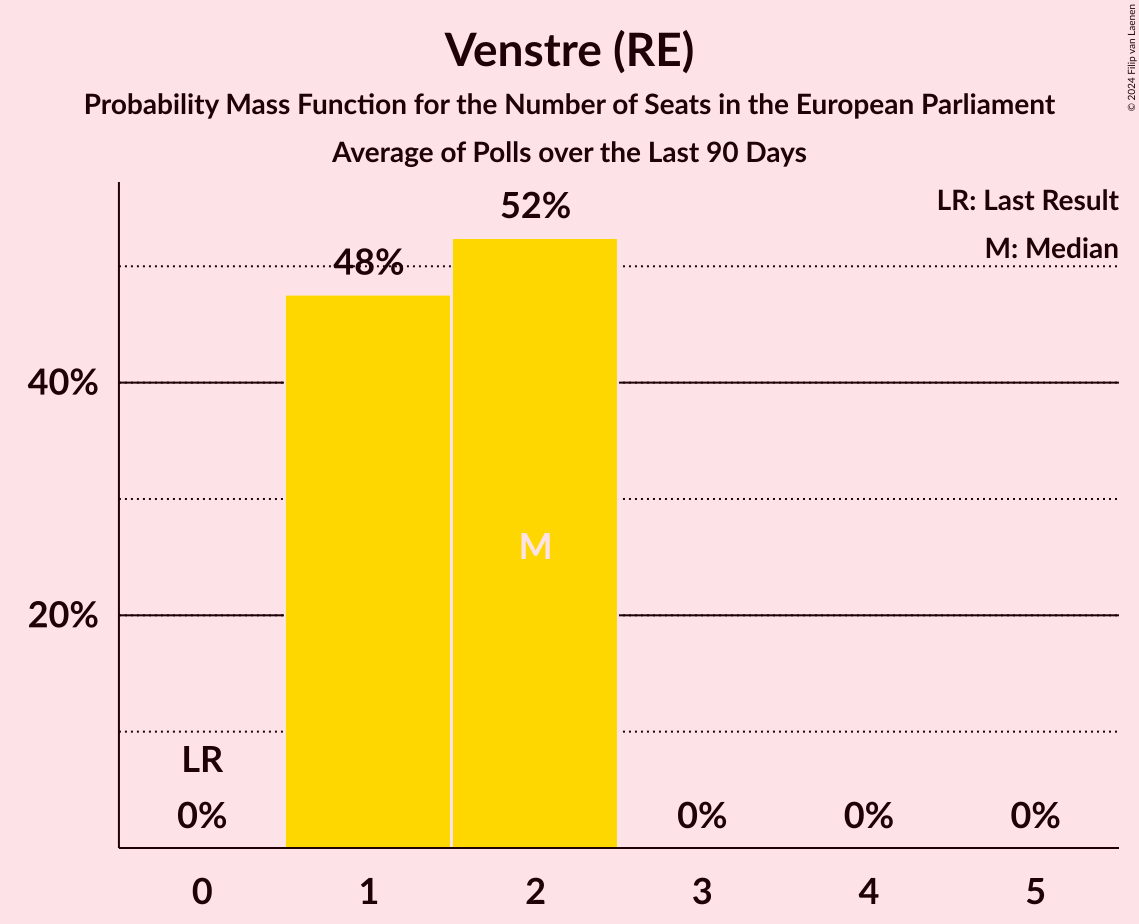 Venstre (RE)
Probability Mass Function for the Number of Seats in the European Parliament
Average of Polls over the Last 90 Days
© 2024 Filip van Laenen
LR: Last Result
M: Median
52%
48%
40%
M
20%
LR
0%
0%
0%
0%
0
1
2
3
4
5